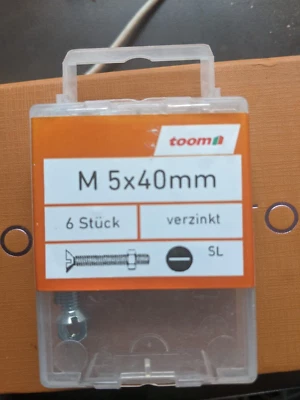 toom
M 5x40mm
6 Stück
verzinkt
SL